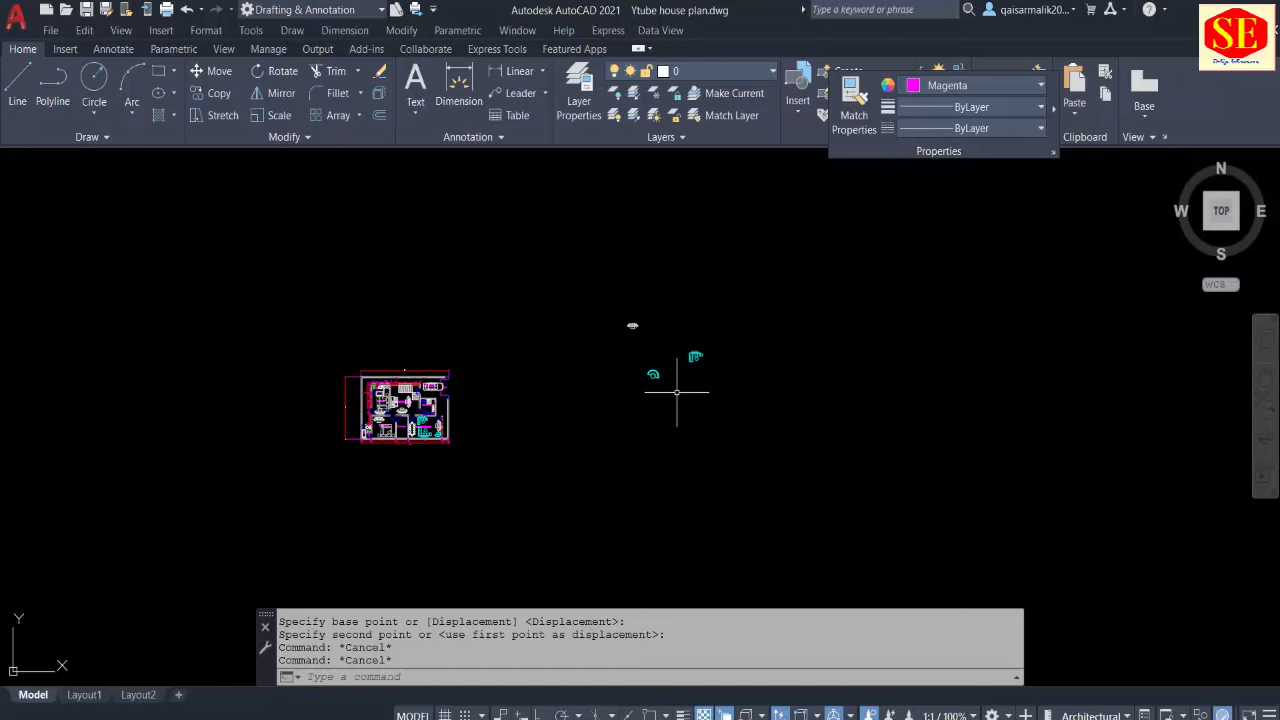 Drafting & Annotation
Autodesk AutoCAD 2021 Ytube house plan.dwg
Type a keyword or phrase
qaisarmalik20...
SE
File Edit View Insert Format Tools Draw Dimension Modify Parametric Window Help Express Data View
Home Insert Annotate Parametric View Manage Output Add-ins Collaborate Express Tools Featured Apps
Line Polyline Circle Arc
Move Rotate Trim
Copy Mirror Fillet
Stretch Scale Array
Draw Modify
Text Dimension
Linear
Leader
Table
Annotation
Layer
Properties
0
Make Current
Match Layer
Layers
Insert
Match
Properties
Magenta
ByLayer
ByLayer
Properties
Paste
Clipboard
Base
View
N
W TOP E
S
WCS
Y
X
Specify base point or [Displacement] <Displacement>:
Specify second point or <use first point as displacement>:
Command: *Cancel*
Command: *Cancel*
Type a command
Model Layout1 Layout2 +
MODEL 1:1 / 100% Architectural